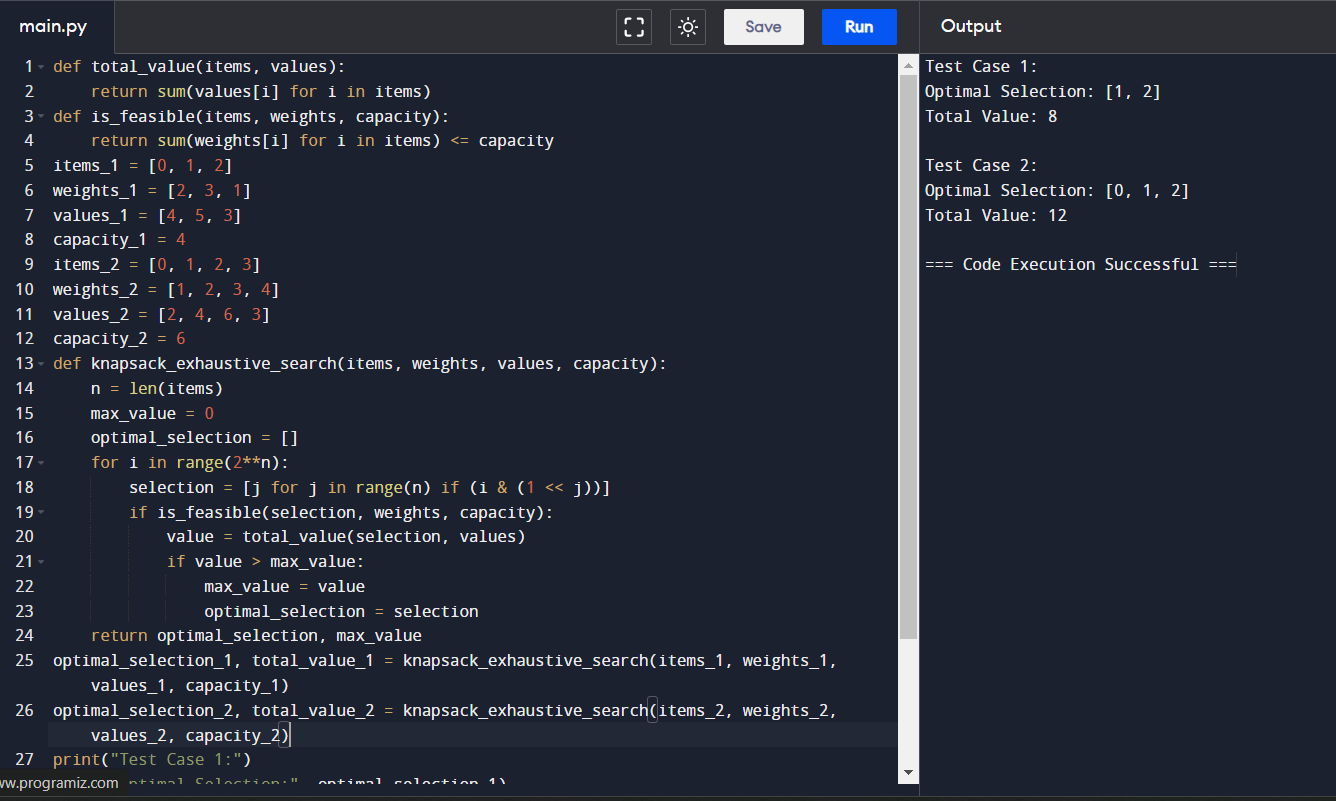 main.py
Save
Run
Output
1 def total_value(items, values):
2     return sum(values[i] for i in items)
3 def is_feasible(items, weights, capacity):
4     return sum(weights[i] for i in items) <= capacity
5 items_1 = [0, 1, 2]
6 weights_1 = [2, 3, 1]
7 values_1 = [4, 5, 3]
8 capacity_1 = 4
9 items_2 = [0, 1, 2, 3]
10 weights_2 = [1, 2, 3, 4]
11 values_2 = [2, 4, 6, 3]
12 capacity_2 = 6
13 def knapsack_exhaustive_search(items, weights, values, capacity):
14     n = len(items)
15     max_value = 0
16     optimal_selection = []
17     for i in range(2**n):
18         selection = [j for j in range(n) if (i & (1 << j))]
19         if is_feasible(selection, weights, capacity):
20             value = total_value(selection, values)
21             if value > max_value:
22                 max_value = value
23                 optimal_selection = selection
24     return optimal_selection, max_value
25 optimal_selection_1, total_value_1 = knapsack_exhaustive_search(items_1, weights_1,
    values_1, capacity_1)
26 optimal_selection_2, total_value_2 = knapsack_exhaustive_search(items_2, weights_2,
    values_2, capacity_2)
27 print("Test Case 1:")
ww.programiz.com
Selection:", optimal_selection_1)
Test Case 1:
Optimal Selection: [1, 2]
Total Value: 8
Test Case 2:
Optimal Selection: [0, 1, 2]
Total Value: 12
=== Code Execution Successful ===